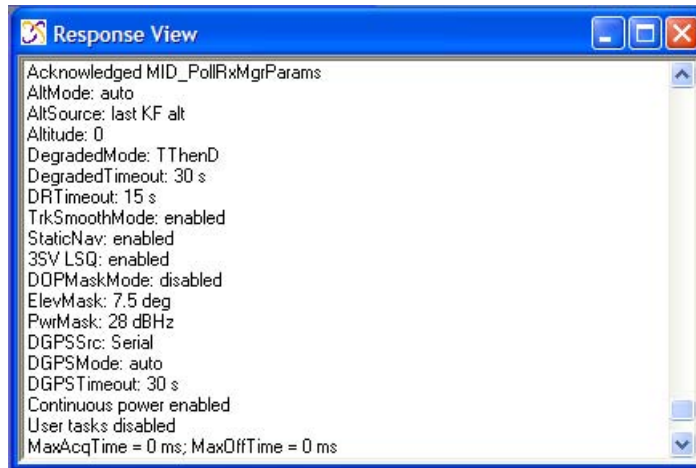 Response View
Acknowledged MID_PollRxMgrParams
AltMode: auto
AltSource: last KF alt
Altitude: 0
DegradedMode: TThenD
DegradedTimeout: 30 s
DRTimeout: 15 s
TrkSmoothMode: enabled
StaticNav: enabled
3SV LSQ: enabled
DOPMaskMode: disabled
ElevMask: 7.5 deg
PwrMask: 28 dBHz
DGPSSrc: Serial
DGPSMode: auto
DGPSTimeout: 30 s
Continuous power enabled
User tasks disabled
MaxAcqTime = 0 ms; MaxOffTime = 0 ms